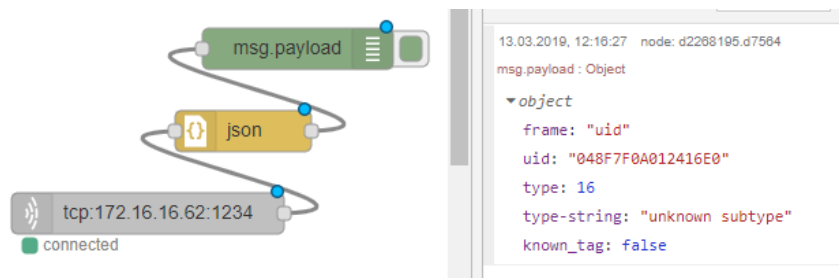 msg.payload
json
{}
tcp:172.16.16.62:1234
connected
13.03.2019, 12:16:27 node: d2268195.d7564
msg.payload : Object
object
frame: "uid"
uid: "048F7F0A012416E0"
type: 16
type-string: "unknown subtype"
known_tag: false